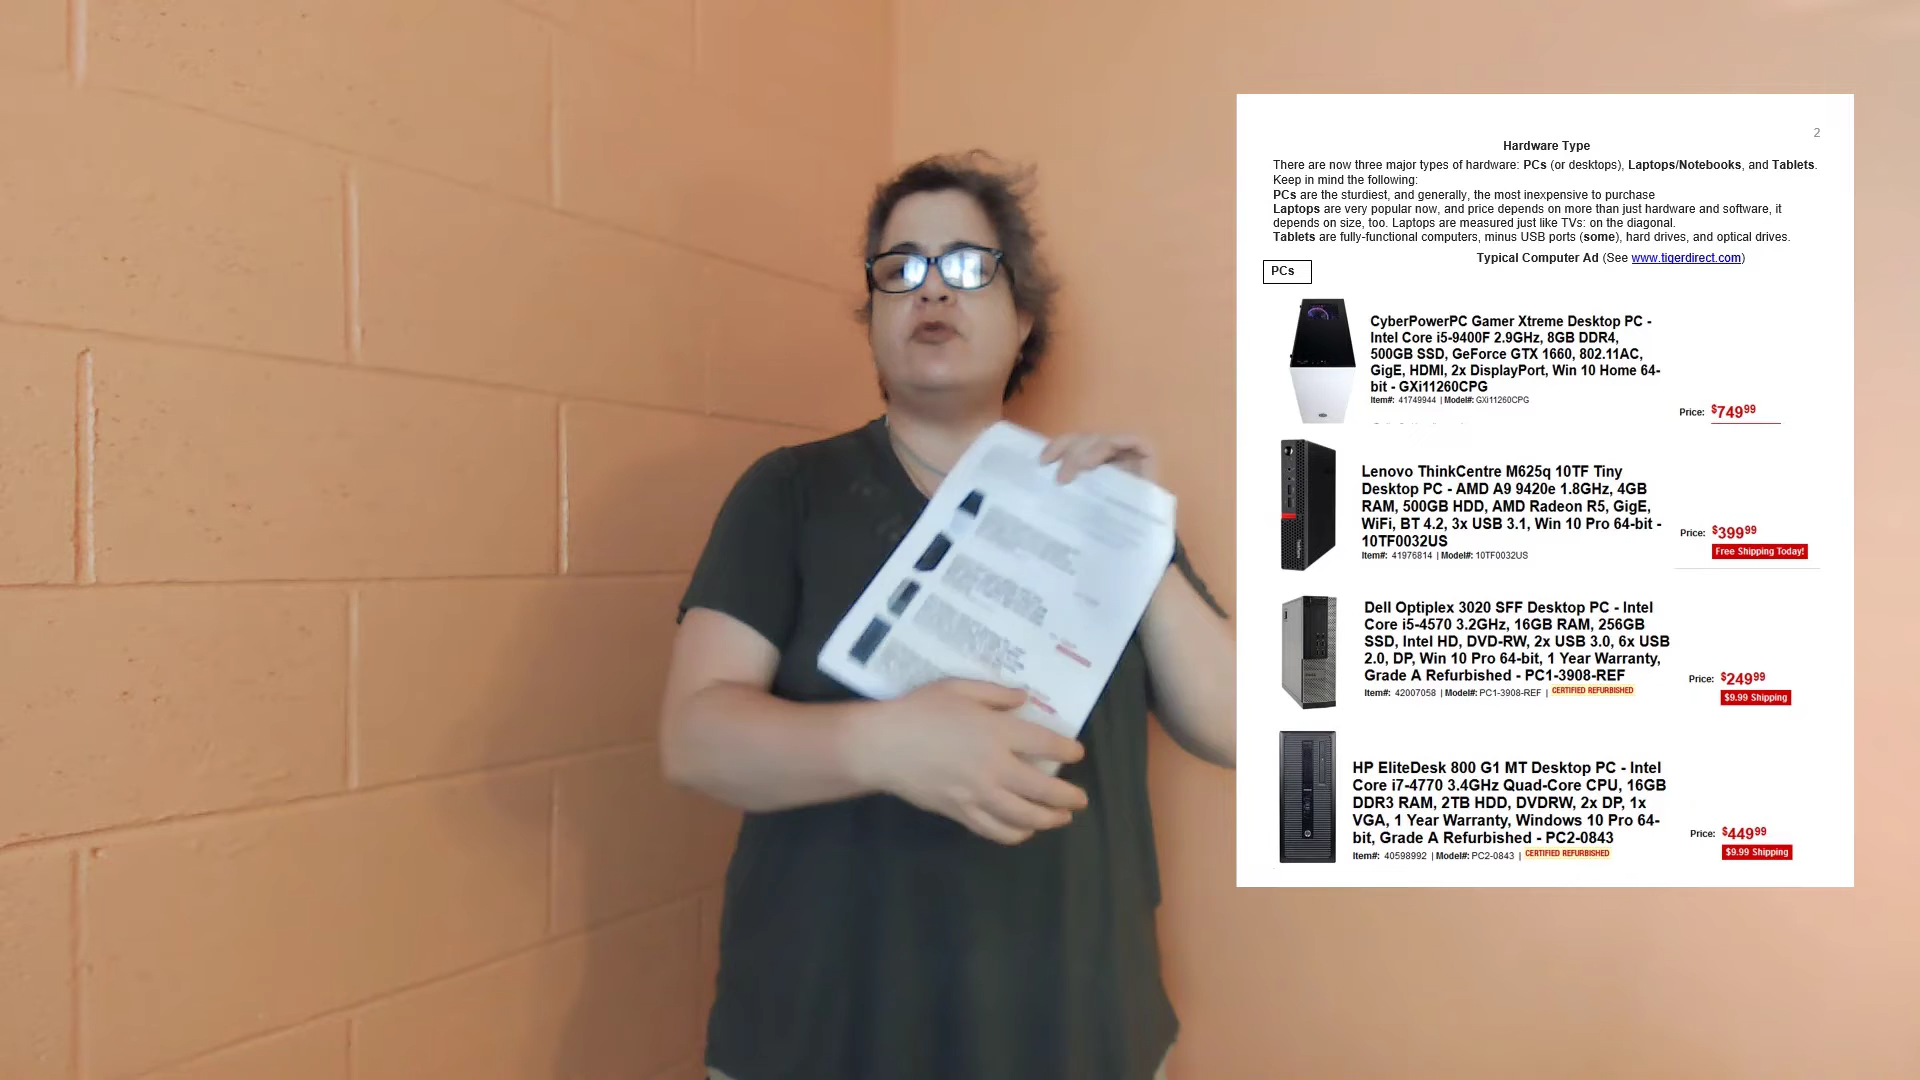 2
Hardware Type
There are now three major types of hardware: PCs (or desktops), Laptops/Notebooks, and Tablets.
Keep in mind the following:
PCs are the sturdiest, and generally, the most inexpensive to purchase
Laptops are very popular now, and price depends on more than just hardware and software, it
depends on size, too. Laptops are measured just like TVs: on the diagonal.
Tablets are fully-functional computers, minus USB ports (some), hard drives, and optical drives.
Typical Computer Ad (See www.tigerdirect.com)
PCs
CyberPowerPC Gamer Xtreme Desktop PC -
Intel Core i5-9400F 2.9GHz, 8GB DDR4,
500GB SSD, GeForce GTX 1660, 802.11AC,
GigE, HDMI, 2x DisplayPort, Win 10 Home 64-
bit - GXi11260CPG
Item#: 41749944 | Model#: GXi11260CPG
Price: $749.99
Lenovo ThinkCentre M625q 10TF Tiny
Desktop PC - AMD A9 9420e 1.8GHz, 4GB
RAM, 500GB HDD, AMD Radeon R5, GigE,
WiFi, BT 4.2, 3x USB 3.1, Win 10 Pro 64-bit -
10TF0032US
Item#: 41976814 | Model#: 10TF0032US
Price: $399.99
Free Shipping Today!
Dell Optiplex 3020 SFF Desktop PC - Intel
Core i5-4570 3.2GHz, 16GB RAM, 256GB
SSD, Intel HD, DVD-RW, 2x USB 3.0, 6x USB
2.0, DP, Win 10 Pro 64-bit, 1 Year Warranty,
Grade A Refurbished - PC1-3908-REF
Item#: 42007058 | Model#: PC1-3908-REF | CERTIFIED REFURBISHED
Price: $249.99
$9.99 Shipping
HP EliteDesk 800 G1 MT Desktop PC - Intel
Core i7-4770 3.4GHz Quad-Core CPU, 16GB
DDR3 RAM, 2TB HDD, DVDRW, 2x DP, 1x
VGA, 1 Year Warranty, Windows 10 Pro 64-
bit, Grade A Refurbished - PC2-0843
Item#: 40598992 | Model#: PC2-0843 | CERTIFIED REFURBISHED
Price: $449.99
$9.99 Shipping